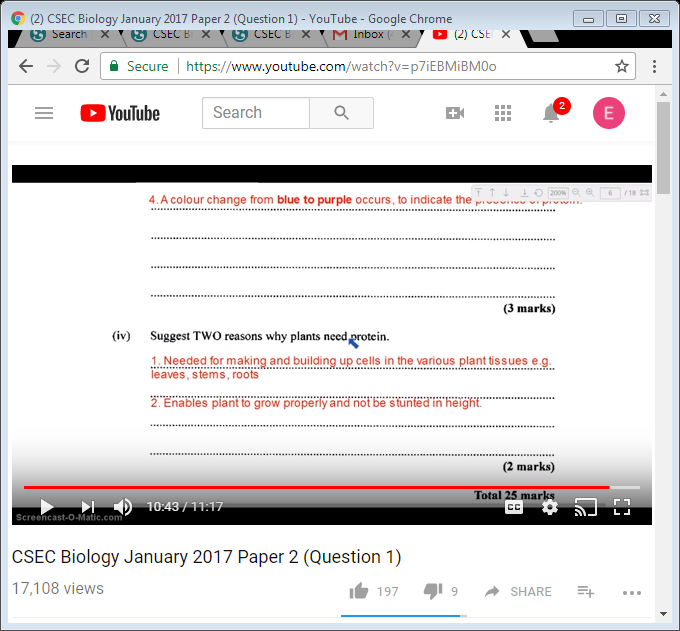 (2) CSEC Biology January 2017 Paper 2 (Question 1) - YouTube - Google Chrome
Search CSEC B CSEC B Inbox (2) CSE
Secure https://www.youtube.com/watch?v=p7iEBMiBM0o
YouTube Search 2 E
200% 6 / 18
4. A colour change from blue to purple occurs, to indicate the presence of protein.
(3 marks)
(iv) Suggest TWO reasons why plants need protein.
1. Needed for making and building up cells in the various plant tissues e.g.
leaves, stems, roots
2. Enables plant to grow properly and not be stunted in height.
(2 marks)
Total 25 marks
10:43 / 11:17 CC
Screencast-O-Matic.com
CSEC Biology January 2017 Paper 2 (Question 1)
17,108 views 197 9 SHARE